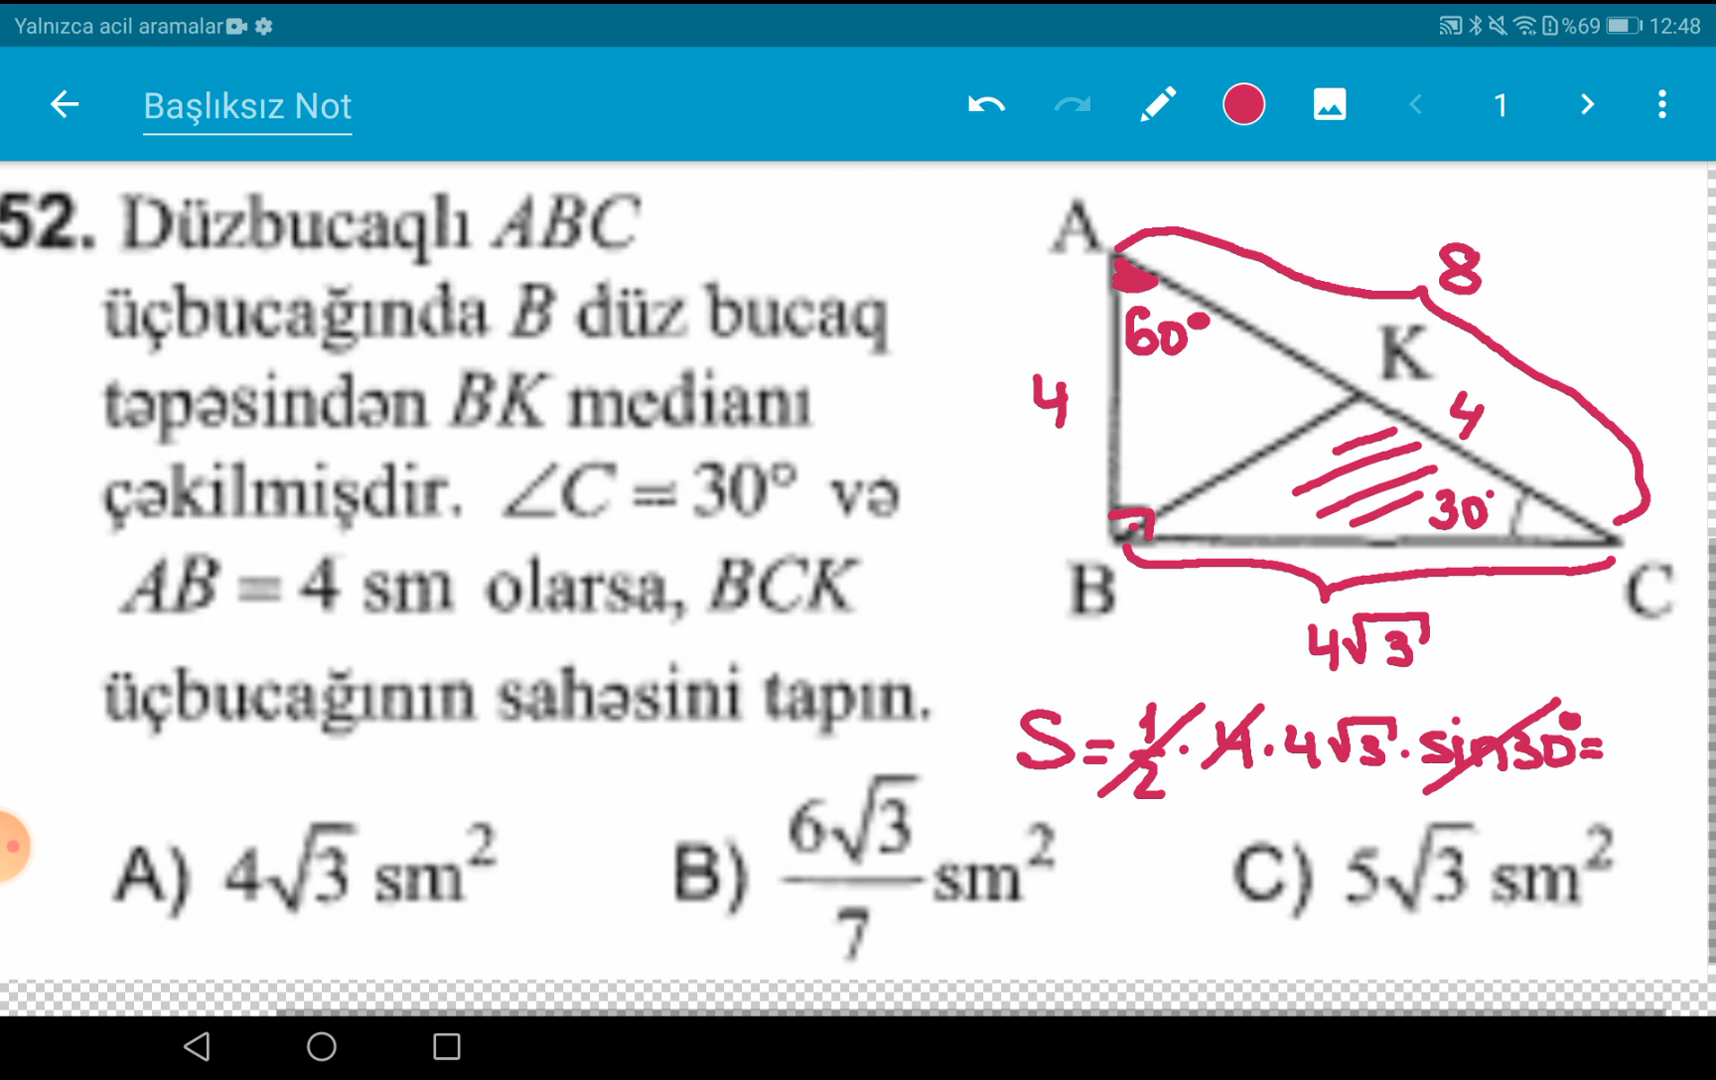 Yalnızca acil aramalar %69 12:48
Başlıksız Not 1
52. Düzbucaqlı ABC
üçbucağında B düz bucaq
təpəsindən BK medianı
çəkilmişdir. ∠C = 30° və
AB = 4 sm olarsa, BCK
üçbucağının sahəsini tapın.
A
8
60°
K
4
4
30°
B
C
4√3
S = 1/2 · 4 · 4√3 · sin30° =
A) 4√3 sm² B) 6√3/7 sm² C) 5√3 sm²